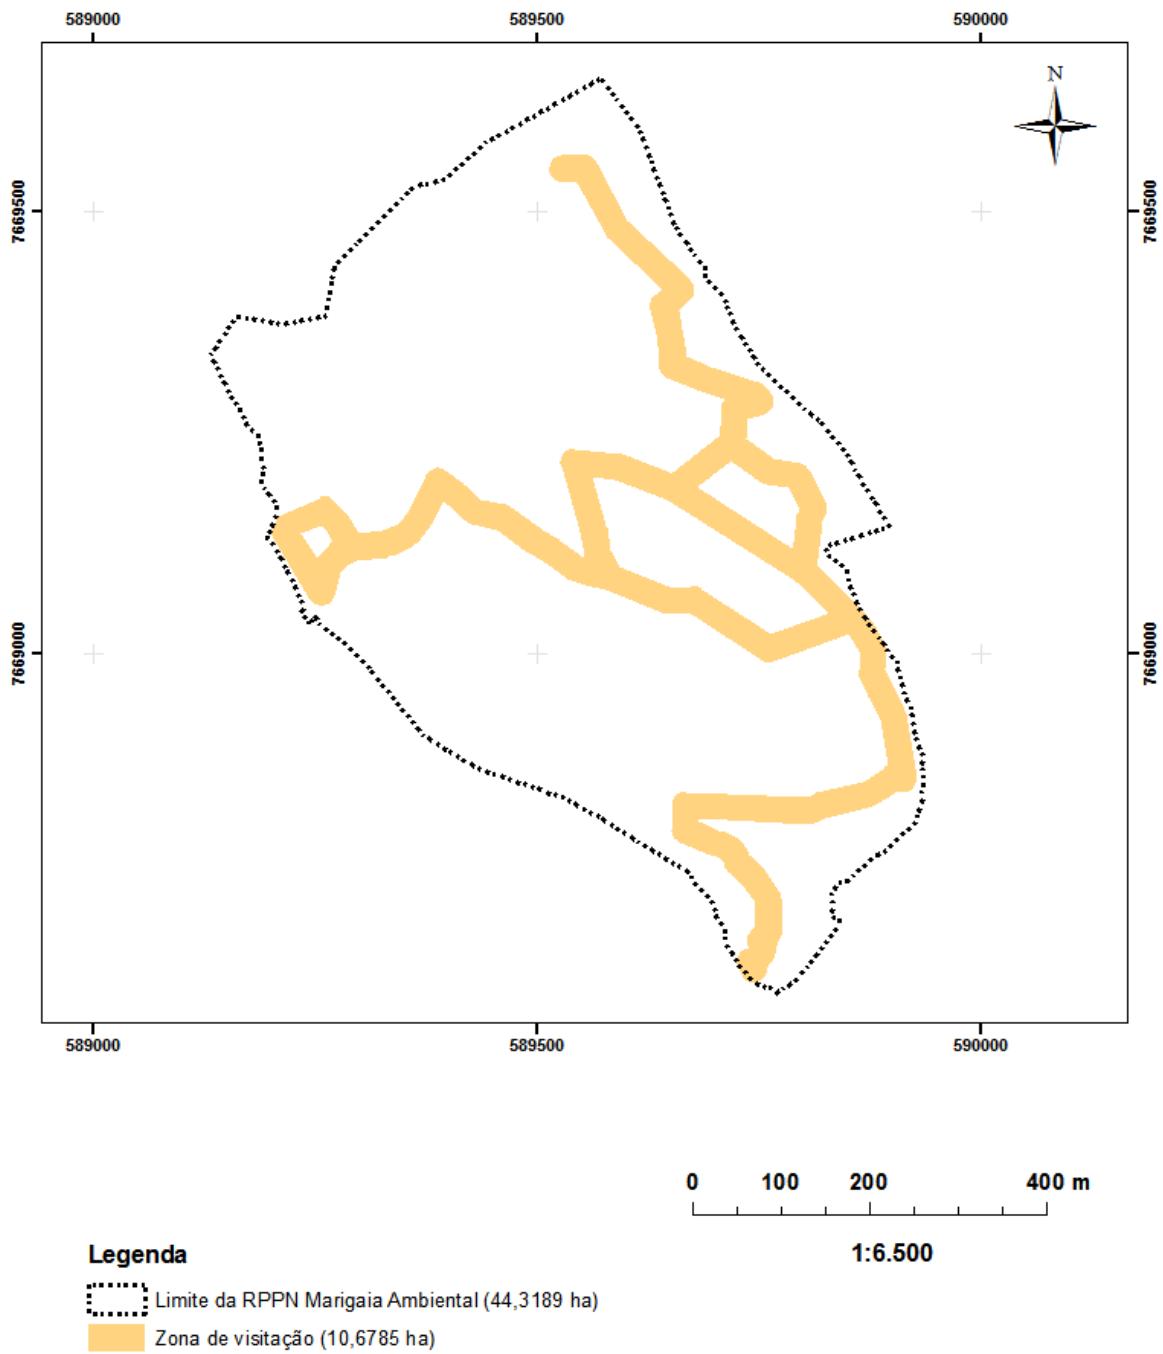 589000 589500 590000
N
7669500 7669500
7669000 7669000
589000 589500 590000
0 100 200 400 m
1:6.500
Legenda
Limite da RPPN Marigaia Ambiental (44,3189 ha)
Zona de visitação (10,6785 ha)